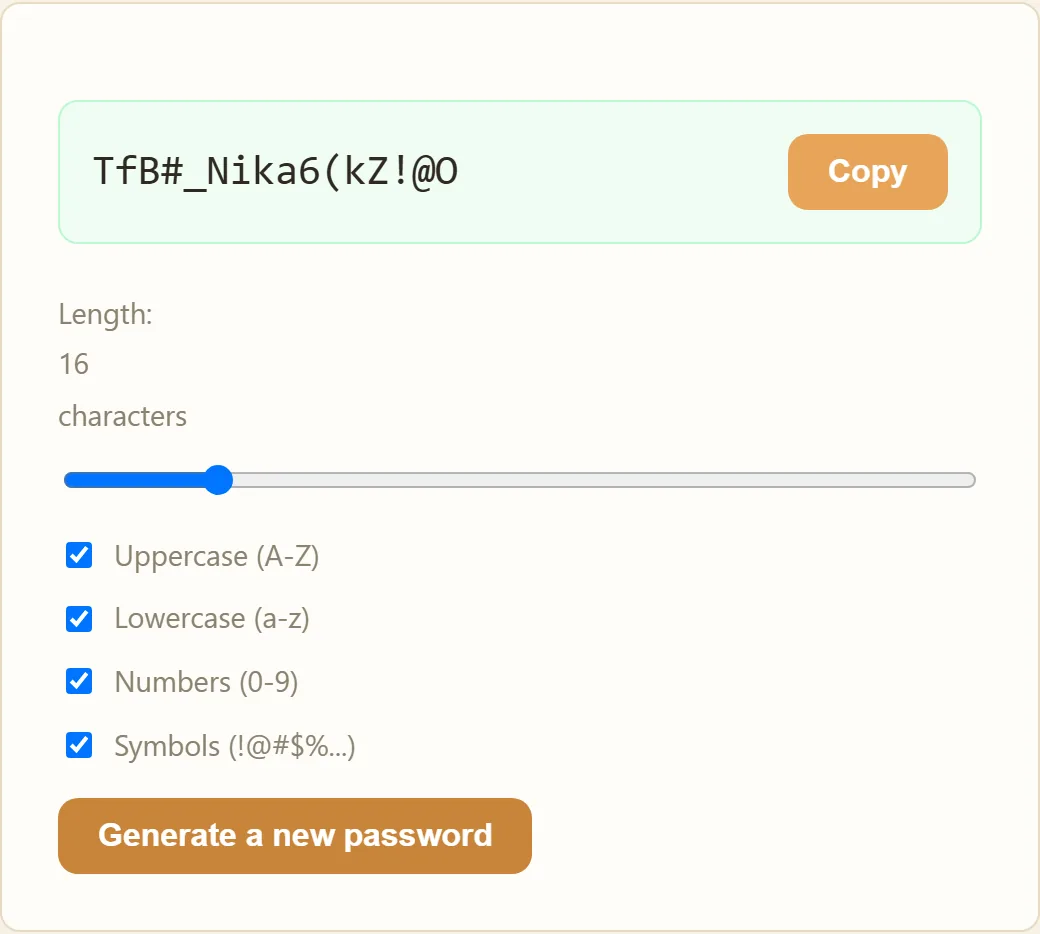 TfB#_Nika6(kZ!@O
Copy
Length:
16
characters
Uppercase (A-Z)
Lowercase (a-z)
Numbers (0-9)
Symbols (!@#$%...)
Generate a new password